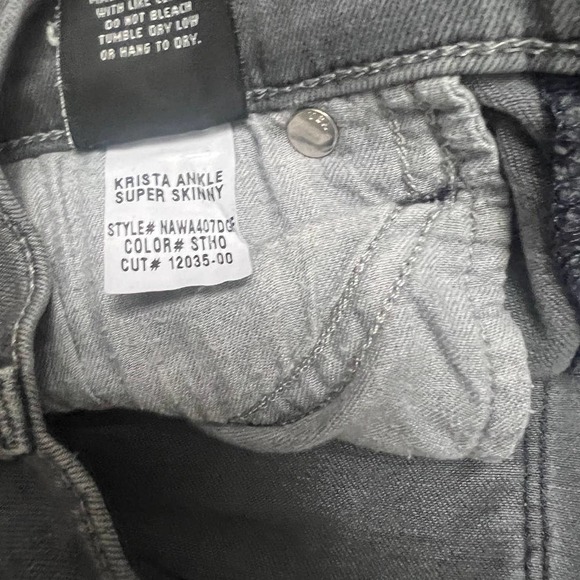 WITH LIKE
DO NOT BLEACH
TUMBLE DRY LOW
OR HANG TO DRY.
KRISTA ANKLE
SUPER SKINNY
STYLE# NAWA407DGF
COLOR# STHO
CUT# 12035-00